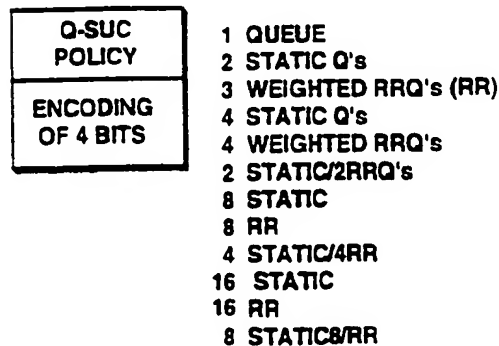 Q-SUC
POLICY
ENCODING
OF 4 BITS
1 QUEUE
2 STATIC Q's
3 WEIGHTED RRQ's (RR)
4 STATIC Q's
4 WEIGHTED RRQ's
2 STATIC/2RRQ's
8 STATIC
8 RR
4 STATIC/4RR
16 STATIC
16 RR
8 STATIC8/RR